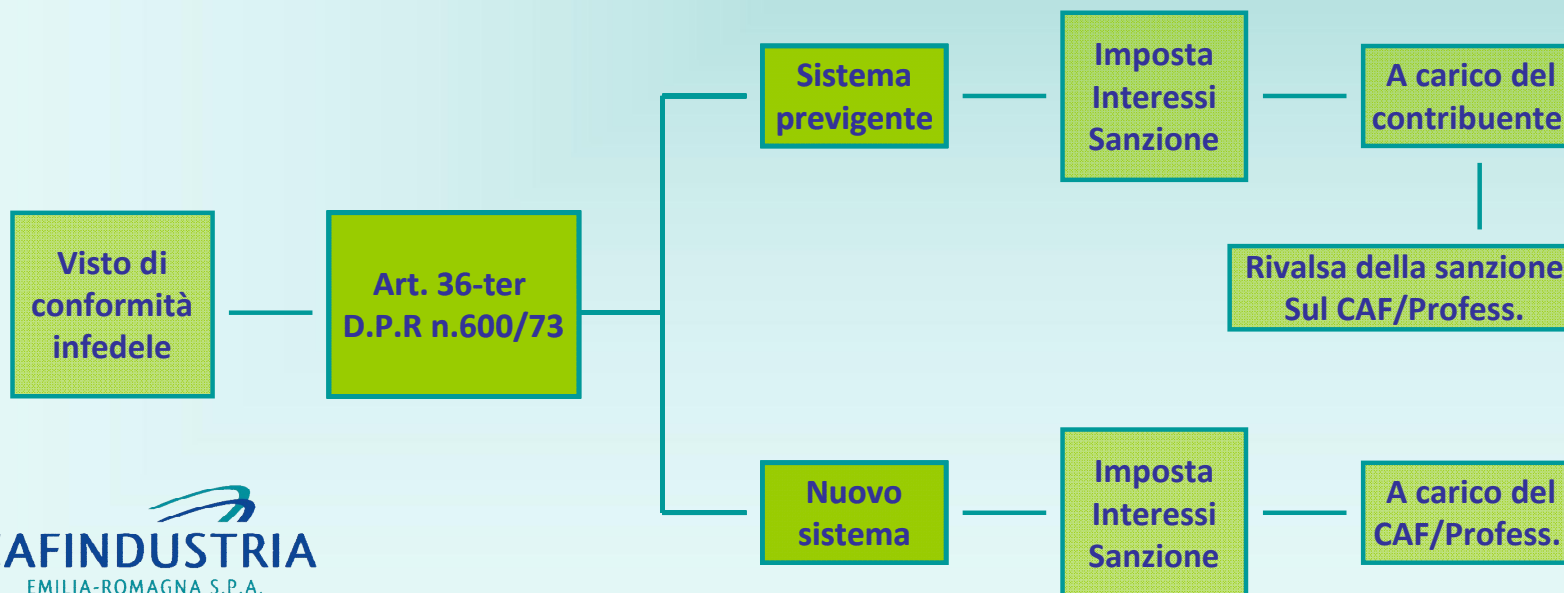 Visto di
conformità
infedele
Art. 36-ter
D.P.R n.600/73
Sistema
previgente
Imposta
Interessi
Sanzione
A carico del
contribuente
Rivalsa della sanzione
Sul CAF/Profess.
Nuovo
sistema
Imposta
Interessi
Sanzione
A carico del
CAF/Profess.
AFINDUSTRIA
EMILIA-ROMAGNA S.P.A.